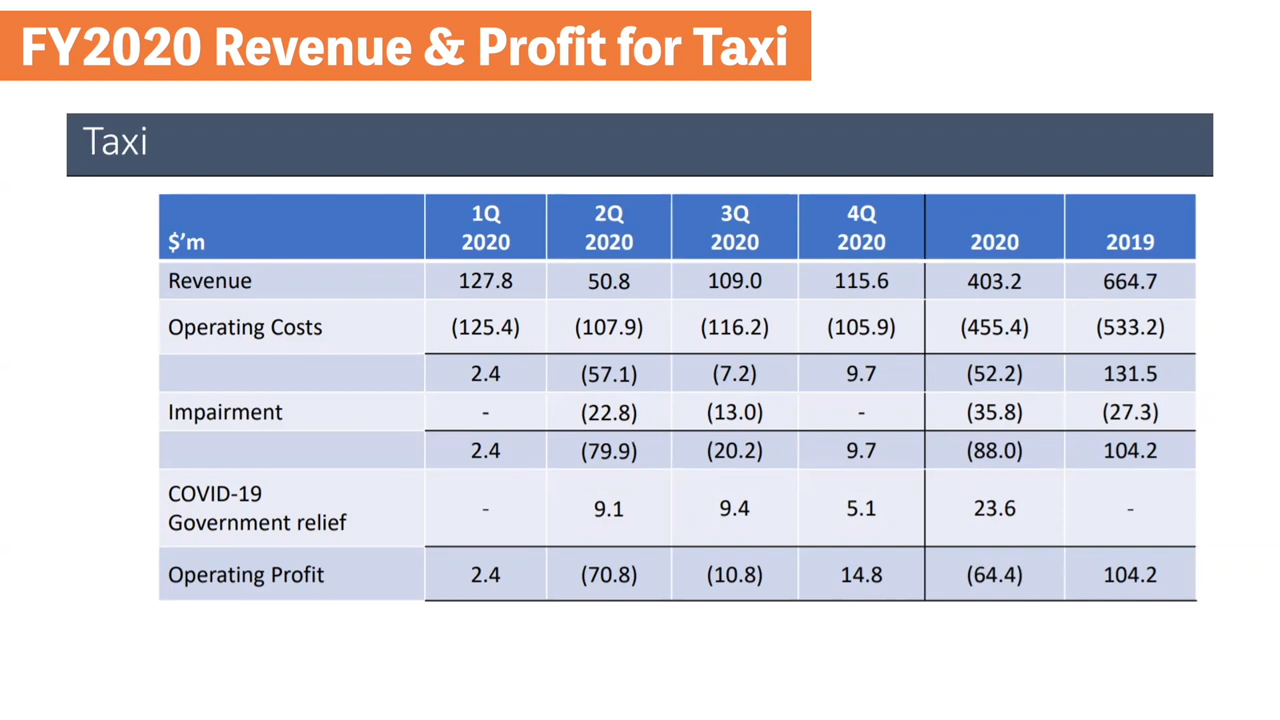 FY2020 Revenue & Profit for Taxi
Taxi
$'m 1Q 2020 2Q 2020 3Q 2020 4Q 2020 2020 2019
Revenue 127.8 50.8 109.0 115.6 403.2 664.7
Operating Costs (125.4) (107.9) (116.2) (105.9) (455.4) (533.2)
2.4 (57.1) (7.2) 9.7 (52.2) 131.5
Impairment - (22.8) (13.0) - (35.8) (27.3)
2.4 (79.9) (20.2) 9.7 (88.0) 104.2
COVID-19
Government relief - 9.1 9.4 5.1 23.6 -
Operating Profit 2.4 (70.8) (10.8) 14.8 (64.4) 104.2